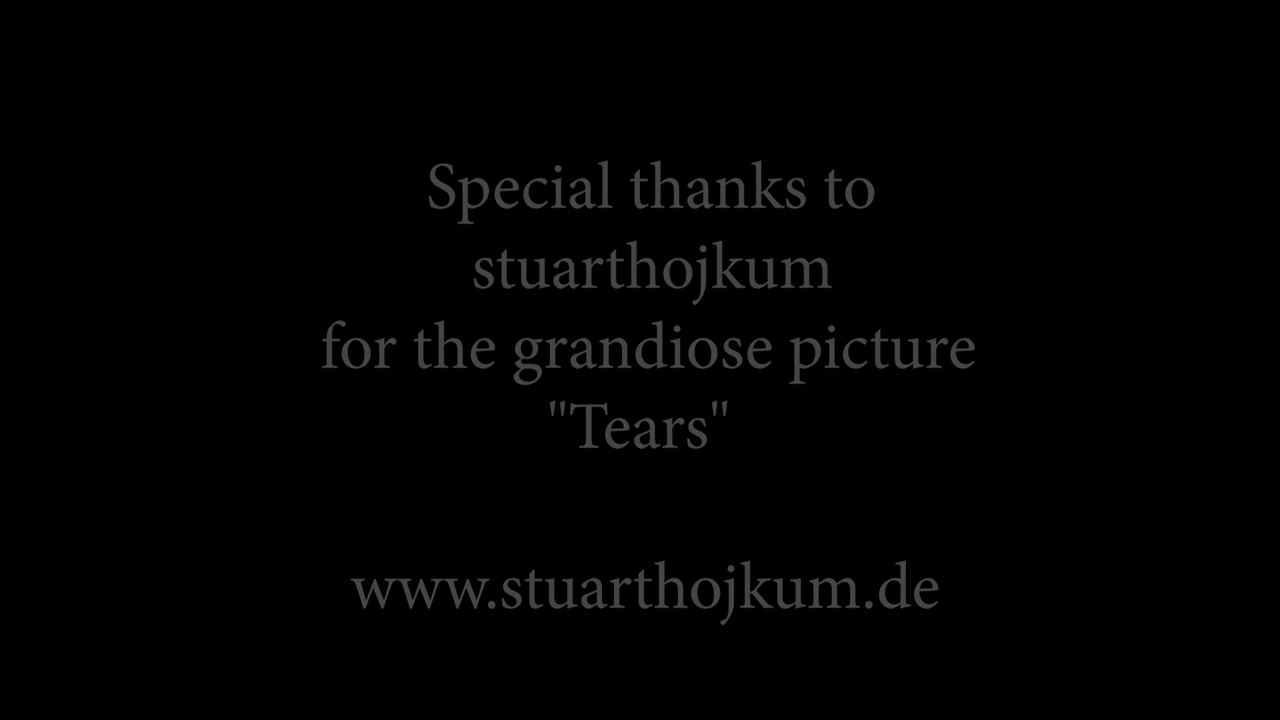 Special thanks to
stuarthojkum
for the grandiose picture
"Tears"
www.stuarthojkum.de